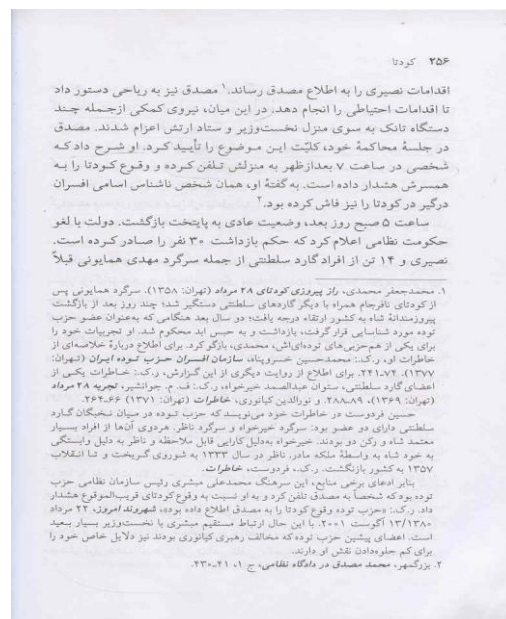 ۲۵۶ کودتا
اقدامات نصیری را به اطلاع مصدق رساند.۱ مصدق نیز به ریاحی دستور داد
تا اقدامات احتیاطی را انجام دهد. در این میان، نیروی کمکی ازجمله چند
دستگاه تانک به سوی منزل نخست‌وزیر و ستاد ارتش اعزام شدند. مصدق
در جلسهٔ محاکمهٔ خود، کلیّت این موضوع را تأیید کرد. او شرح داد که
شخصی در ساعت ۷ بعدازظهر به منزلش تلفن کرده و وقوع کودتا را به
همسرش هشدار داده است. به گفتهٔ او، همان شخص ناشناس اسامی افسران
درگیر در کودتا را نیز فاش کرده بود.۲
ساعت ۵ صبح روز بعد، وضعیت عادی به پایتخت بازگشت. دولت با لغو
حکومت نظامی اعلام کرد که حکم بازداشت ۳۰ نفر را صادر کرده است.
نصیری و ۱۴ تن از افراد گارد سلطنتی از جمله سرگرد مهدی همایونی قبلاً
۱. محمدجعفر محمدی، راز پیروزی کودتای ۲۸ مرداد (تهران: ۱۳۵۸). سرگرد همایونی پس
از کودتای نافرجام همراه با دیگر گاردهای سلطنتی دستگیر شد؛ چند روز بعد از بازگشت
پیروزمندانهٔ شاه به کشور ارتقاء درجه یافت؛ دو سال بعد هنگامی که به‌عنوان عضو حزب
توده مورد شناسایی قرار گرفت، بازداشت و به حبس ابد محکوم شد. او تجربیات خود را
برای یکی از هم‌حزبی‌های توده‌ای‌اش، محمدی، بازگو کرد. برای اطلاع دربارهٔ خلاصه‌ای از
خاطرات او، ر.ک.: محمدحسین خسروپناه، سازمان افسران حزب توده ایران (تهران:
۱۳۷۷)، ۷۲-۲۴۱. برای اطلاع از روایت دیگری از این گزارش، ر.ک.: خاطرات یکی از
اعضای گارد سلطنتی، ستوان عبدالصمد خیرخواه، ر.ک: ف. م. جوانشیر، تجربه ۲۸ مرداد
(تهران: ۱۳۶۹)، ۸۹-۲۸۸. و نورالدین کیانوری، خاطرات (تهران: ۱۳۷۱) ۶۶-۲۶۴.
حسین فردوست در خاطرات خود می‌نویسد که حزب توده در میان نخبگان گارد
سلطنتی دارای دو عضو بود: سرگرد خیرخواه و سرگرد ناظر. هردوی آن‌ها از افراد بسیار
معتمد شاه و رکن دو بودند. خیرخواه به‌دلیل کارایی قابل ملاحظه و ناظر به دلیل وابستگی
به خود شاه به واسطهٔ ملکه مادر. ناظر در سال ۱۳۳۳ به شوروی گریخت و تا انقلاب
۱۳۵۷ به کشور بازنگشت. ر.ک.، فردوست، خاطرات.
بنابر ادعای برخی منابع، این سرهنگ محمدعلی مبشری رئیس سازمان نظامی حزب
توده بود که شخصاً به مصدق تلفن کرد و به او نسبت به وقوع کودتای قریب‌الوقوع هشدار
داد. ر.ک.: «حزب توده وقوع کودتا را به مصدق اطلاع داده بود»، شهروند امروز، ۲۲ مرداد
۱۳/۱۳۸۰ آگوست ۲۰۰۱. با این حال ارتباط مستقیم مبشری با نخست‌وزیر بسیار بعید
است. اعضای پیشین حزب توده که مخالف رهبری کیانوری بودند نیز دلایل خاص خود را
برای کم جلوه‌دادن نقش او دارند.
۲. بزرگمهر، محمد مصدق در دادگاه نظامی، ج ۱، ۴۱-۴۳۰.